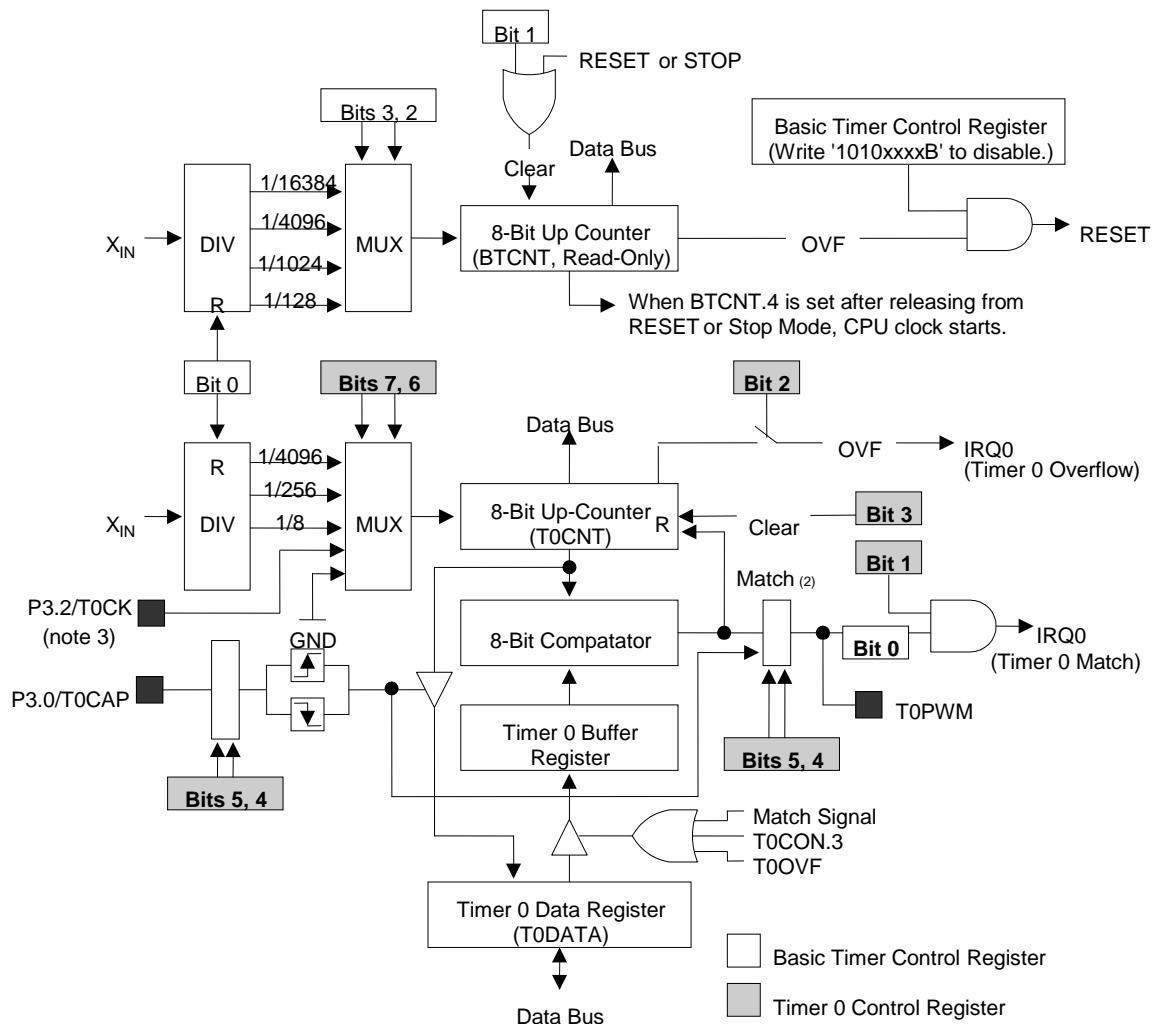 Bit 1
RESET or STOP
Bits 3, 2
Basic Timer Control Register
(Write '1010xxxxB' to disable.)
Data Bus
Clear
1/16384
1/4096
1/1024
1/128
XIN
DIV
R
MUX
8-Bit Up Counter
(BTCNT, Read-Only)
OVF
RESET
When BTCNT.4 is set after releasing from
RESET or Stop Mode, CPU clock starts.
Bit 0
Bits 7, 6
Bit 2
Data Bus
OVF
IRQ0
(Timer 0 Overflow)
R
1/4096
1/256
1/8
XIN
DIV
MUX
8-Bit Up-Counter
(T0CNT)
R
Clear
Bit 3
Bit 1
Match (2)
P3.2/T0CK
(note 3)
GND
8-Bit Compatator
Bit 0
IRQ0
(Timer 0 Match)
P3.0/T0CAP
T0PWM
Timer 0 Buffer
Register
Bits 5, 4
Bits 5, 4
Match Signal
T0CON.3
T0OVF
Timer 0 Data Register
(T0DATA)
Data Bus
Basic Timer Control Register
Timer 0 Control Register